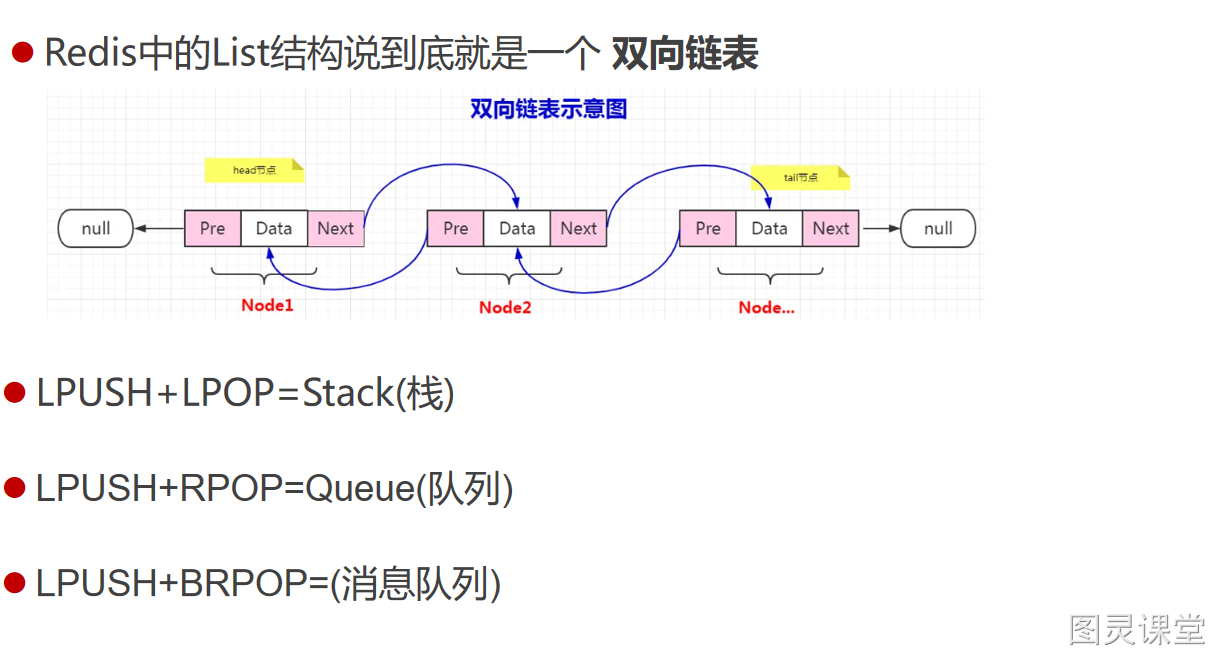 Redis中的List结构说到底就是一个 双向链表
双向链表示意图
head节点
tail节点
null Pre Data Next Pre Data Next Pre Data Next null
Node1 Node2 Node...
LPUSH+LPOP=Stack(栈)
LPUSH+RPOP=Queue(队列)
LPUSH+BRPOP=(消息队列)
图灵课堂